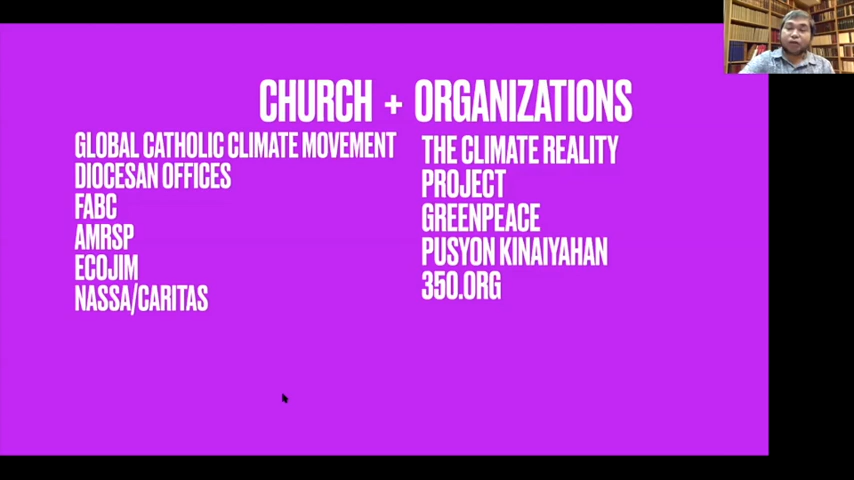 CHURCH + ORGANIZATIONS
GLOBAL CATHOLIC CLIMATE MOVEMENT
DIOCESAN OFFICES
FABC
AMRSP
ECOJIM
NASSA/CARITAS
THE CLIMATE REALITY
PROJECT
GREENPEACE
PUSYON KINAIYAHAN
350.ORG